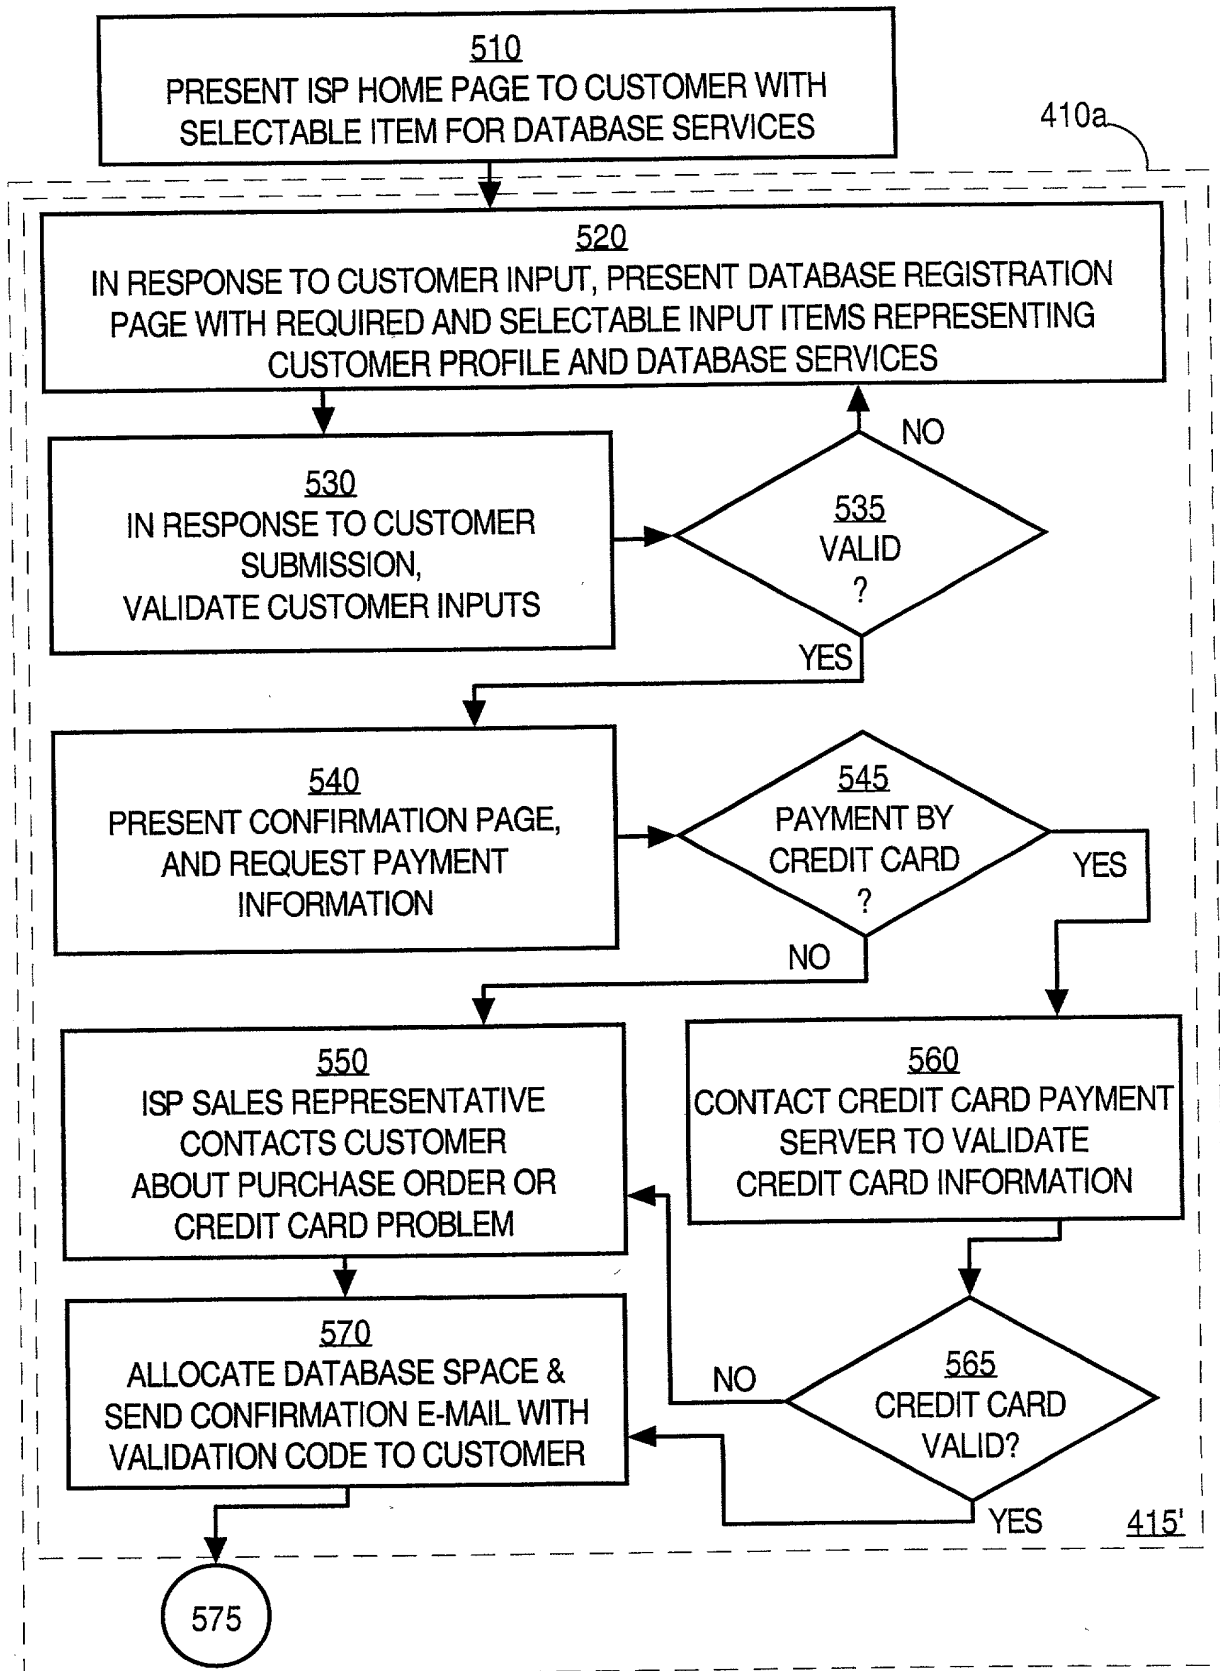 510
PRESENT ISP HOME PAGE TO CUSTOMER WITH
SELECTABLE ITEM FOR DATABASE SERVICES
410a
520
IN RESPONSE TO CUSTOMER INPUT, PRESENT DATABASE REGISTRATION
PAGE WITH REQUIRED AND SELECTABLE INPUT ITEMS REPRESENTING
CUSTOMER PROFILE AND DATABASE SERVICES
530
IN RESPONSE TO CUSTOMER
SUBMISSION,
VALIDATE CUSTOMER INPUTS
NO
535
VALID
?
YES
540
PRESENT CONFIRMATION PAGE,
AND REQUEST PAYMENT
INFORMATION
545
PAYMENT BY
CREDIT CARD
?
YES
NO
550
ISP SALES REPRESENTATIVE
CONTACTS CUSTOMER
ABOUT PURCHASE ORDER OR
CREDIT CARD PROBLEM
560
CONTACT CREDIT CARD PAYMENT
SERVER TO VALIDATE
CREDIT CARD INFORMATION
570
ALLOCATE DATABASE SPACE &
SEND CONFIRMATION E-MAIL WITH
VALIDATION CODE TO CUSTOMER
NO
565
CREDIT CARD
VALID?
YES
415'
575